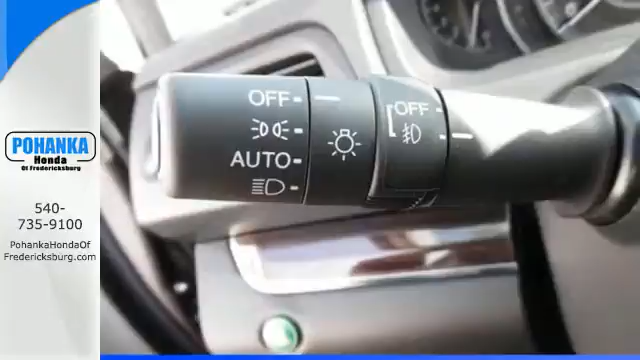 POHANKA
Honda
Of Fredericksburg
540-
735-9100
PohankaHondaOf
Fredericksburg.com
OFF
AUTO
OFF